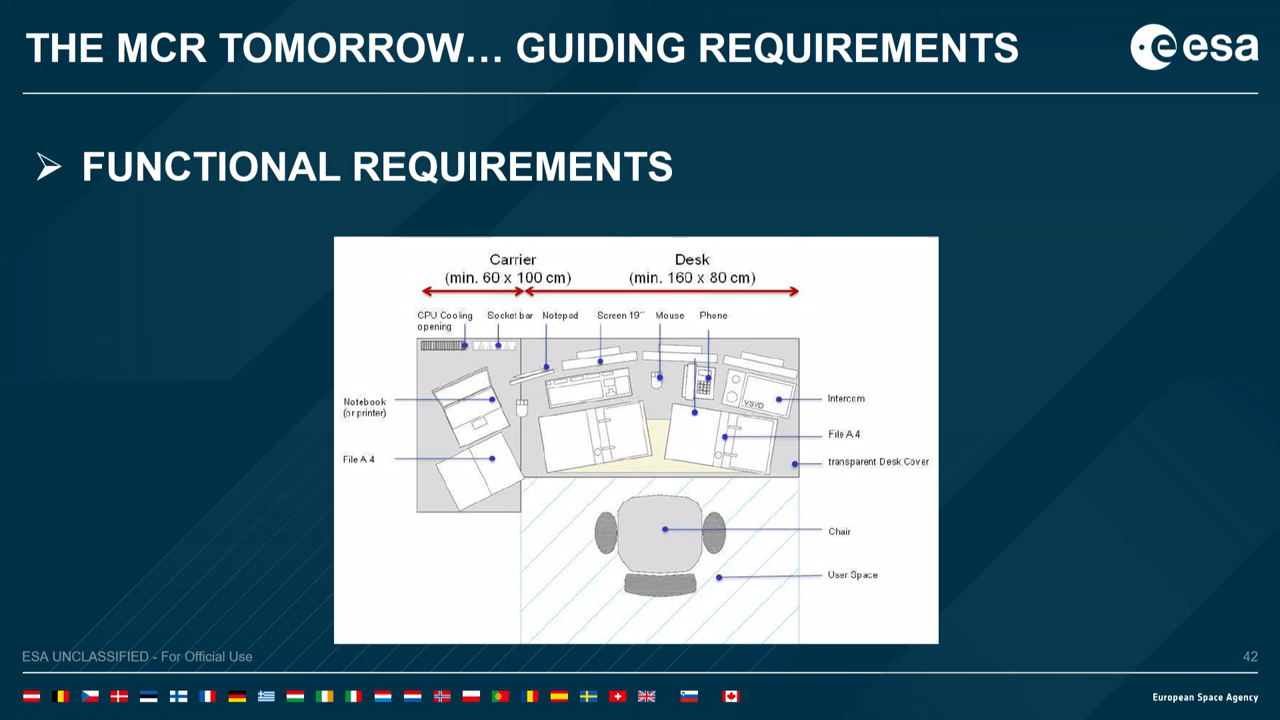 THE MCR TOMORROW… GUIDING REQUIREMENTS
esa
➢ FUNCTIONAL REQUIREMENTS
Carrier
(min. 60 x 100 cm)
Desk
(min. 160 x 80 cm)
CPU Cooling
opening
Socket bar
Notepad
Screen 19"
Mouse
Phone
Notebook
(or printer)
File A 4
VISYD
Intercom
File A 4
transparent Desk Cover
Chair
User Space
ESA UNCLASSIFIED - For Official Use
42
European Space Agency